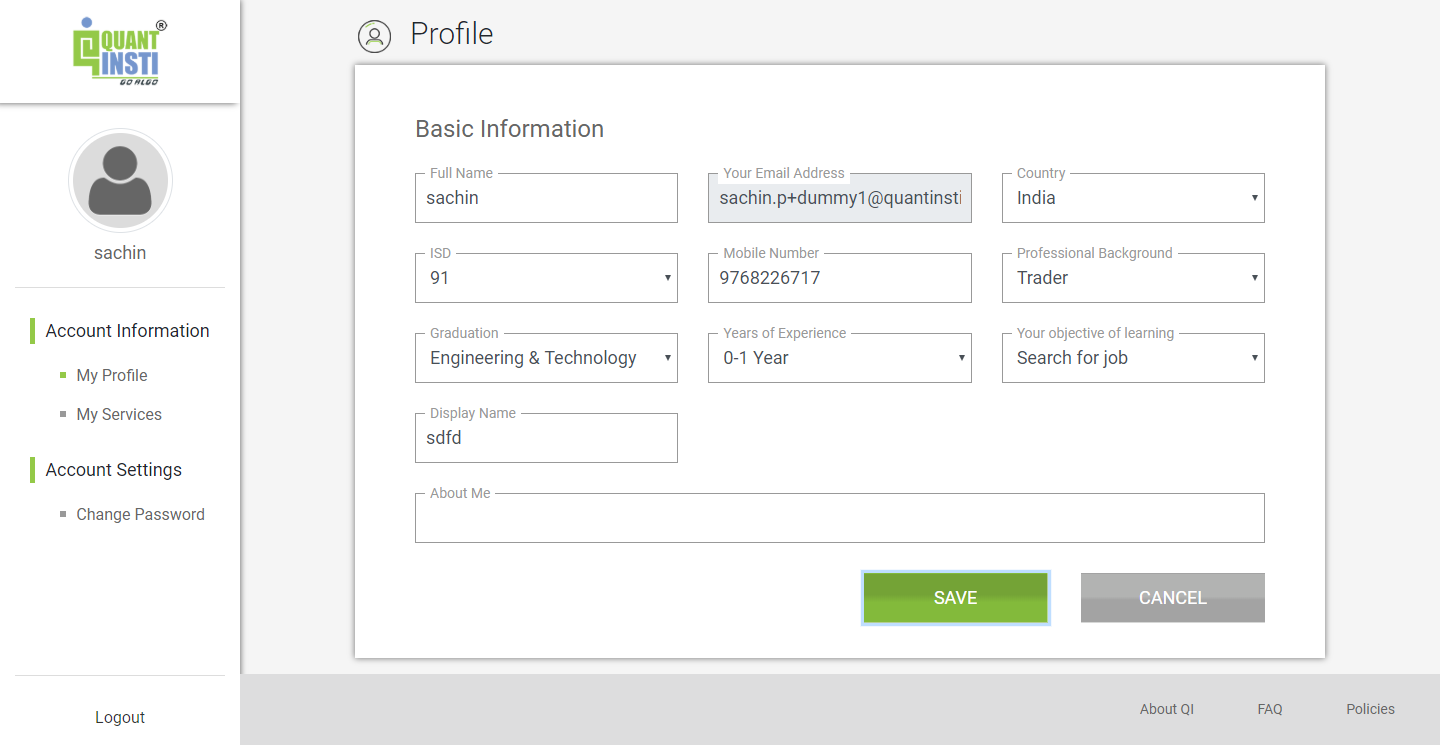 QUANT®
INSTI
GO ALGO
sachin
Account Information
My Profile
My Services
Account Settings
Change Password
Logout
Profile
Basic Information
Full Name
sachin
Your Email Address
sachin.p+dummy1@quantinsti
Country
India
ISD
91
Mobile Number
9768226717
Professional Background
Trader
Graduation
Engineering & Technology
Years of Experience
0-1 Year
Your objective of learning
Search for job
Display Name
sdfd
About Me
SAVE
CANCEL
About QI
FAQ
Policies